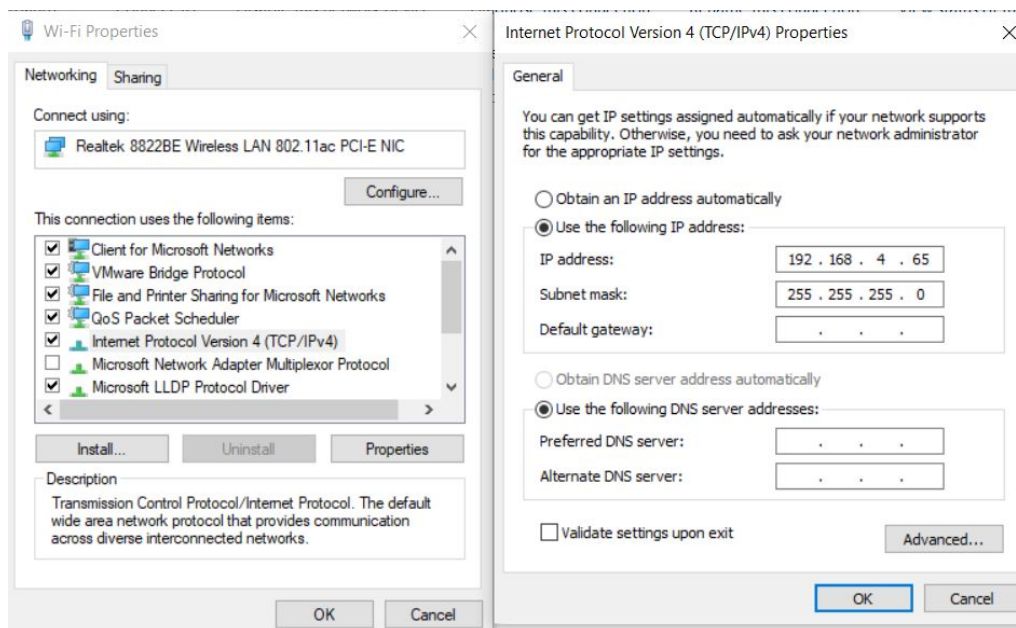 Wi-Fi Properties
Networking
Sharing
Connect using:
Realtek 8822BE Wireless LAN 802.11ac PCI-E NIC
Configure...
This connection uses the following items:
Client for Microsoft Networks
VMware Bridge Protocol
File and Printer Sharing for Microsoft Networks
QoS Packet Scheduler
Internet Protocol Version 4 (TCP/IPv4)
Microsoft Network Adapter Multiplexor Protocol
Microsoft LLDP Protocol Driver
Install...
Uninstall
Properties
Description
Transmission Control Protocol/Internet Protocol. The default
wide area network protocol that provides communication
across diverse interconnected networks.
OK
Cancel
Internet Protocol Version 4 (TCP/IPv4) Properties
General
You can get IP settings assigned automatically if your network supports
this capability. Otherwise, you need to ask your network administrator
for the appropriate IP settings.
Obtain an IP address automatically
Use the following IP address:
IP address:
192 . 168 . 4 . 65
Subnet mask:
255 . 255 . 255 . 0
Default gateway:
. . .
Obtain DNS server address automatically
Use the following DNS server addresses:
Preferred DNS server:
. . .
Alternate DNS server:
. . .
Validate settings upon exit
Advanced...
OK
Cancel